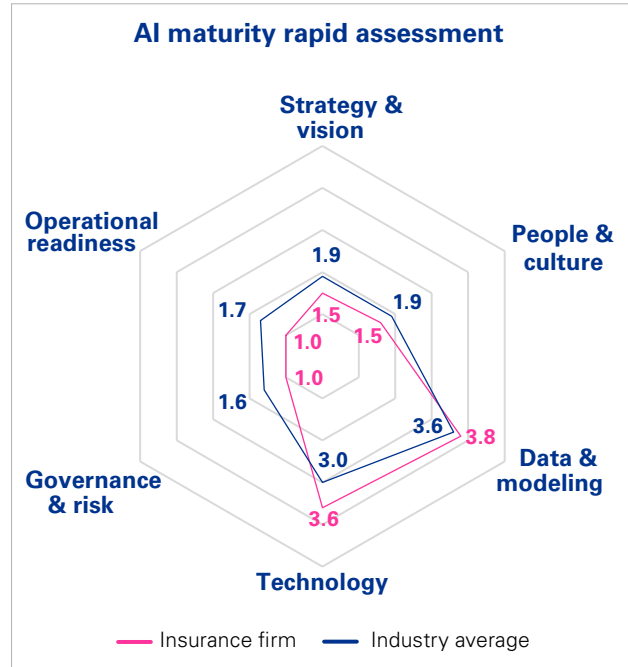 AI maturity rapid assessment
Strategy &
vision
Operational
readiness
People &
culture
1.9
1.7
1.9
1.5
1.5
1.0
1.0
1.6
3.6
3.8
3.0
Data &
modeling
Governance
& risk
3.6
Technology
Insurance firm
Industry average